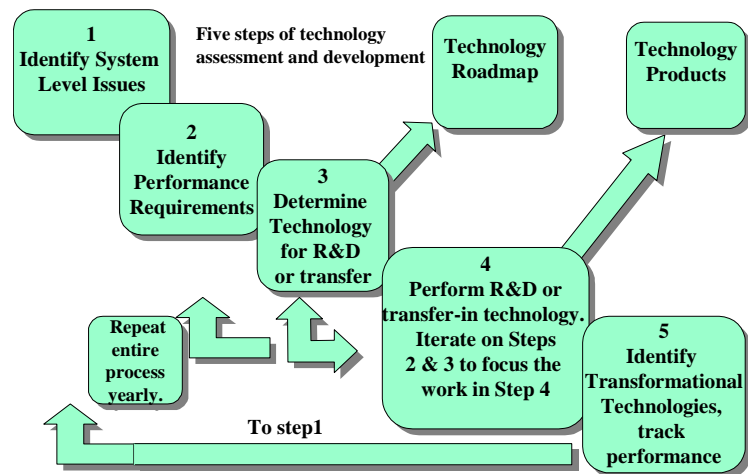 Five steps of technology
assessment and development
1
Identify System
Level Issues
2
Identify
Performance
Requirements
3
Determine
Technology
for R&D
or transfer
Technology
Roadmap
Technology
Products
4
Perform R&D or
transfer-in technology.
Iterate on Steps
2 & 3 to focus the
work in Step 4
5
Identify
Transformational
Technologies,
track
performance
Repeat
entire
process
yearly.
To step1